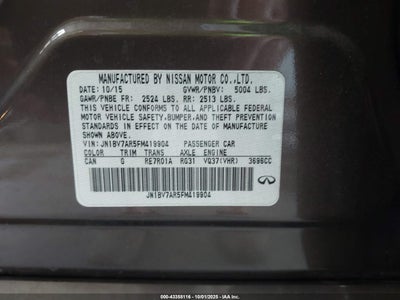 MANUFACTURED BY NISSAN MOTOR CO.,LTD.
DATE: 10/15 GVWR/PNBV: 5004 LBS.
GAWR/PNBE FR: 2524 LBS. RR: 2513 LBS.
THIS VEHICLE CONFORMS TO ALL APPLICABLE FEDERAL
MOTOR VEHICLE SAFETY,BUMPER,AND THEFT
PREVENTION STANDARDS IN EFFECT ON THE DATE OF MANUFACTURE
SHOWN ABOVE.
VIN: JN1BV7AR5FM419904 PASSENGER CAR
COLOR TRIM TRANS AXLE ENGINE
CAN G RE7R01A RG31 VQ37(VHR) 3696CC
JN1BV7AR5FM419904
INFINITI
000-43358116 - 10/01/2025 - USAGES